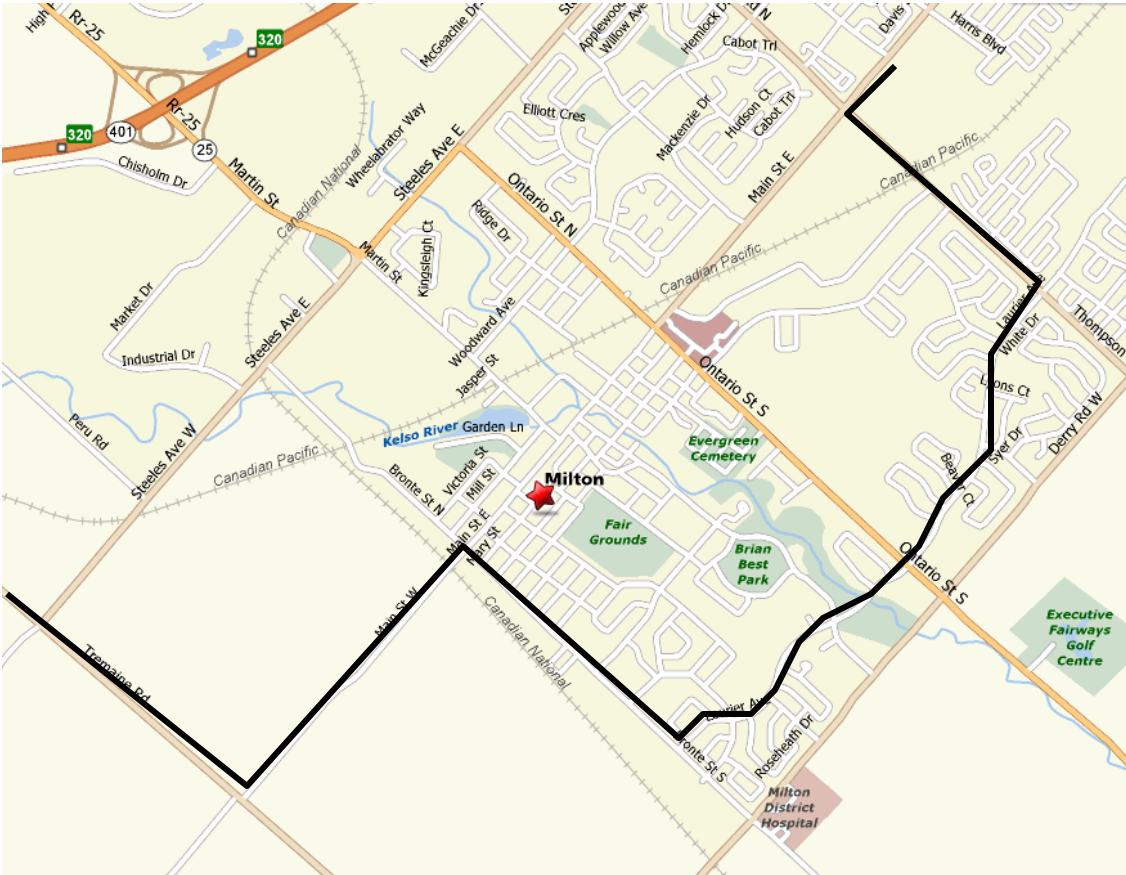 High
Rr-25
320
McGeachie Dr
St
Applewood
Willow Ave
Hemlock Dr
d N
Cabot Trl
Davis
Harris Blvd
320
401
Rr-25
25
Chisholm Dr
Martin St
Canadian National
Wheelabrator Way
Steeles Ave E
Elliott Cres
Mackenzie Dr
Hudson Ct
Cabot Trl
Main St E
Canadian Pacific
Ontario St N
Ridge Dr
Kingsleigh Ct
Martin St
Canadian Pacific
Market Dr
Industrial Dr
Steeles Ave E
Woodward Ave
Jasper St
Laurier Ave
White Dr
Thompson
Lyons Ct
Ontario St S
Peru Rd
Steeles Ave W
Canadian Pacific
Kelso River
Garden Ln
Victoria St
Mill St
Bronte St N
Evergreen
Cemetery
Syer Dr
Derry Rd W
Beaver Ct
Milton
Main St E
Mary St
Fair
Grounds
Brian
Best
Park
Ontario St S
Main St W
Canadian National
Executive
Fairways
Golf
Centre
Tremaine Rd
Laurier Ave
Bronte St S
Roseheath Dr
Milton
District
Hospital